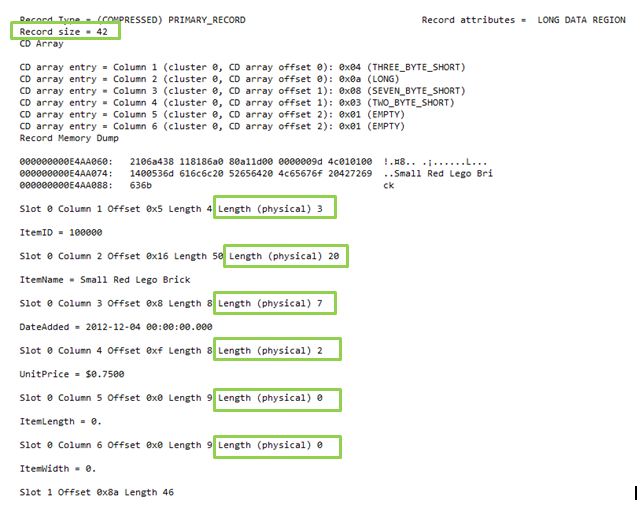 Record Type = (COMPRESSED) PRIMARY_RECORD Record attributes = LONG DATA REGION
Record size = 42
CD Array
CD array entry = Column 1 (cluster 0, CD array offset 0): 0x04 (THREE_BYTE_SHORT)
CD array entry = Column 2 (cluster 0, CD array offset 0): 0x0a (LONG)
CD array entry = Column 3 (cluster 0, CD array offset 1): 0x08 (SEVEN_BYTE_SHORT)
CD array entry = Column 4 (cluster 0, CD array offset 1): 0x03 (TWO_BYTE_SHORT)
CD array entry = Column 5 (cluster 0, CD array offset 2): 0x01 (EMPTY)
CD array entry = Column 6 (cluster 0, CD array offset 2): 0x01 (EMPTY)
Record Memory Dump
000000000E4AA060: 2106a438 118186a0 80a11d00 0000009d 4c010100 !.¤8.. .¡......L...
000000000E4AA074: 1400536d 616c6c20 52656420 4c65676f 20427269 ..Small Red Lego Bri
000000000E4AA088: 636b ck
Slot 0 Column 1 Offset 0x5 Length 4 Length (physical) 3
ItemID = 100000
Slot 0 Column 2 Offset 0x16 Length 50 Length (physical) 20
ItemName = Small Red Lego Brick
Slot 0 Column 3 Offset 0x8 Length 8 Length (physical) 7
DateAdded = 2012-12-04 00:00:00.000
Slot 0 Column 4 Offset 0xf Length 8 Length (physical) 2
UnitPrice = $0.7500
Slot 0 Column 5 Offset 0x0 Length 9 Length (physical) 0
ItemLength = 0.
Slot 0 Column 6 Offset 0x0 Length 9 Length (physical) 0
ItemWidth = 0.
Slot 1 Offset 0x8a Length 46